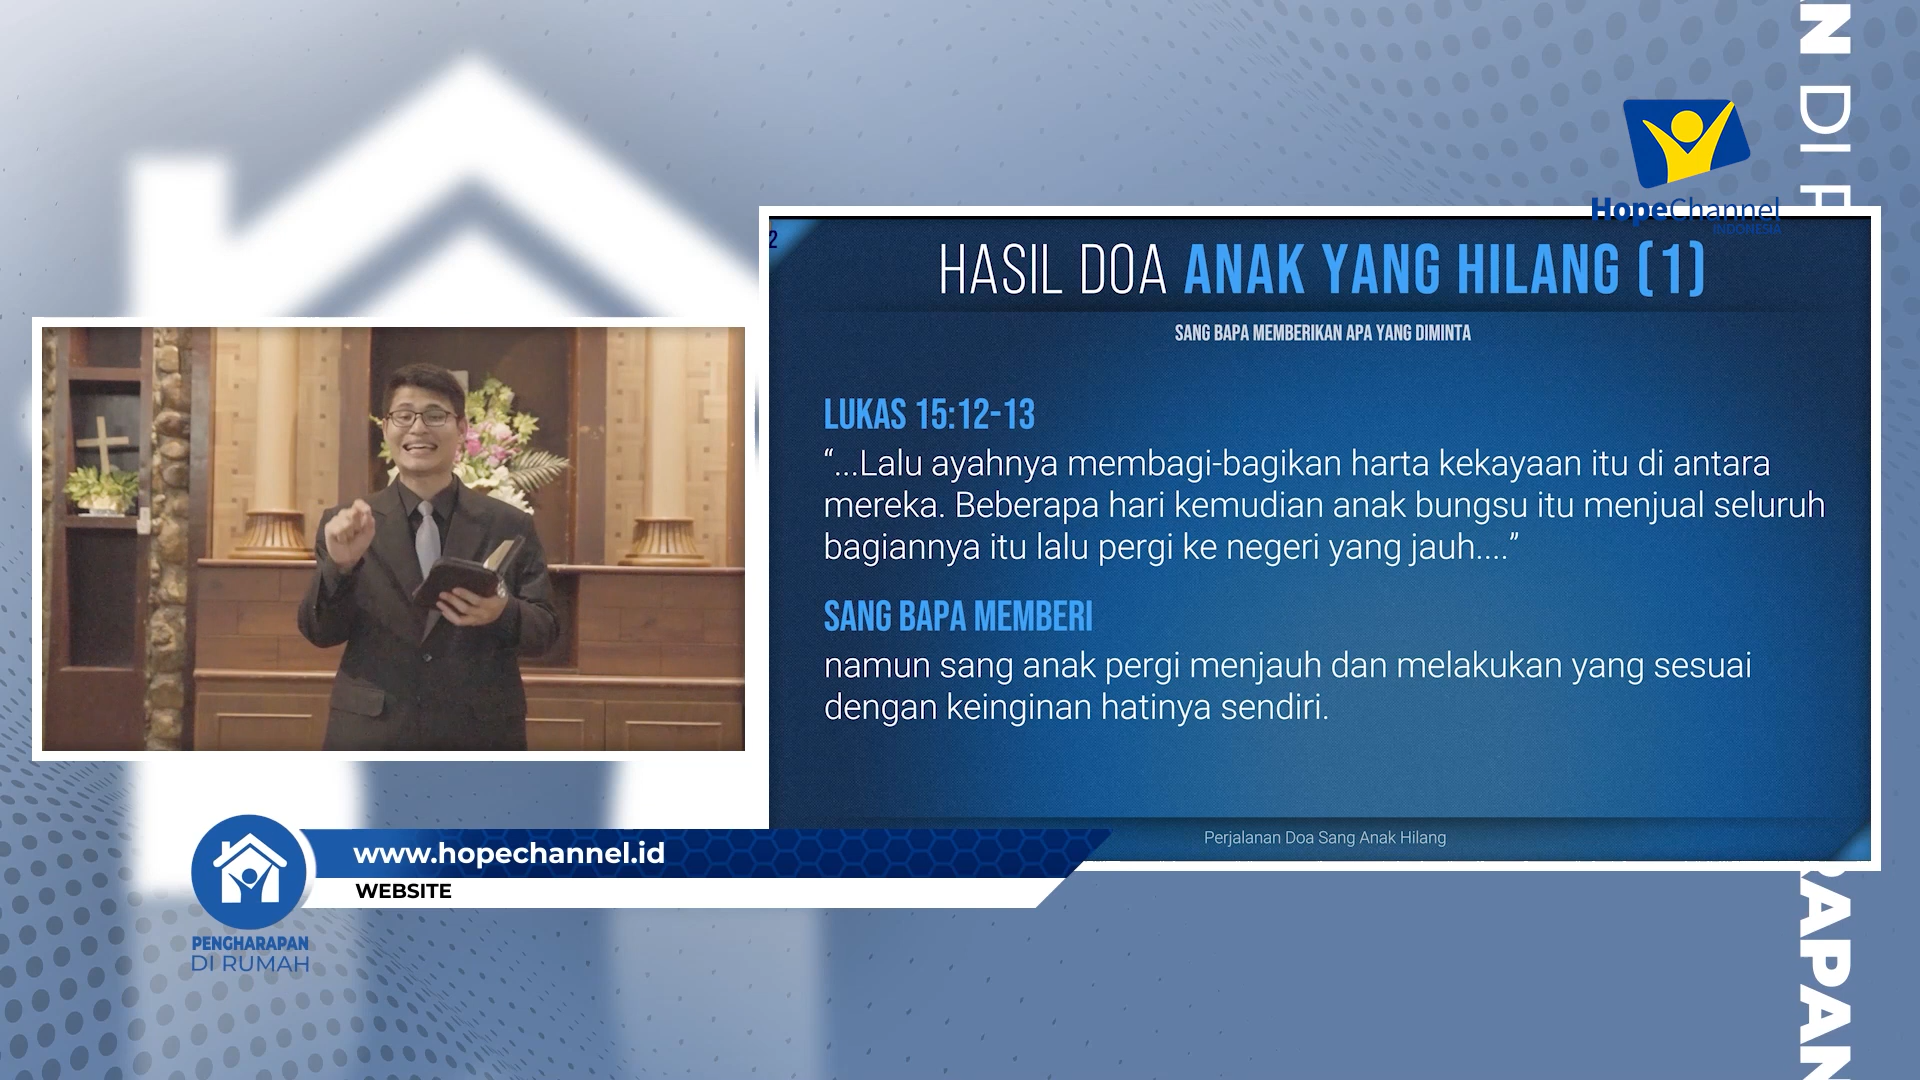 HopeChannel
INDONESIA
2
HASIL DOA ANAK YANG HILANG (1)
SANG BAPA MEMBERIKAN APA YANG DIMINTA
LUKAS 15:12-13
“...Lalu ayahnya membagi-bagikan harta kekayaan itu di antara
mereka. Beberapa hari kemudian anak bungsu itu menjual seluruh
bagiannya itu lalu pergi ke negeri yang jauh....”
SANG BAPA MEMBERI
namun sang anak pergi menjauh dan melakukan yang sesuai
dengan keinginan hatinya sendiri.
Perjalanan Doa Sang Anak Hilang
www.hopechannel.id
WEBSITE
PENGHARAPAN
DI RUMAH
N DI
RAPAN